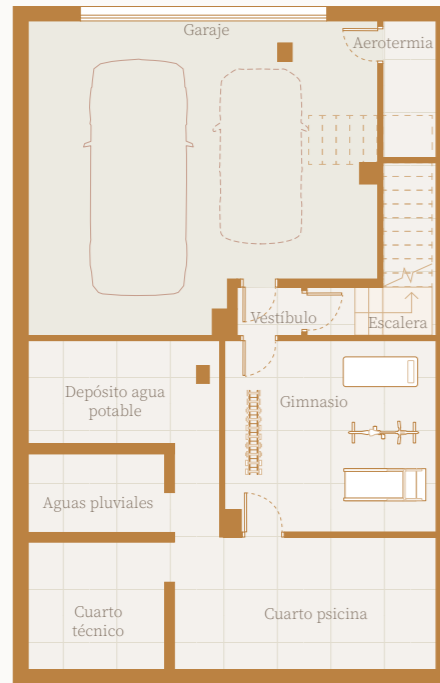 Garaje
Aerotermia
Vestíbulo
Escalera
Depósito agua
potable
Gimnasio
Aguas pluviales
Cuarto
técnico
Cuarto psicina